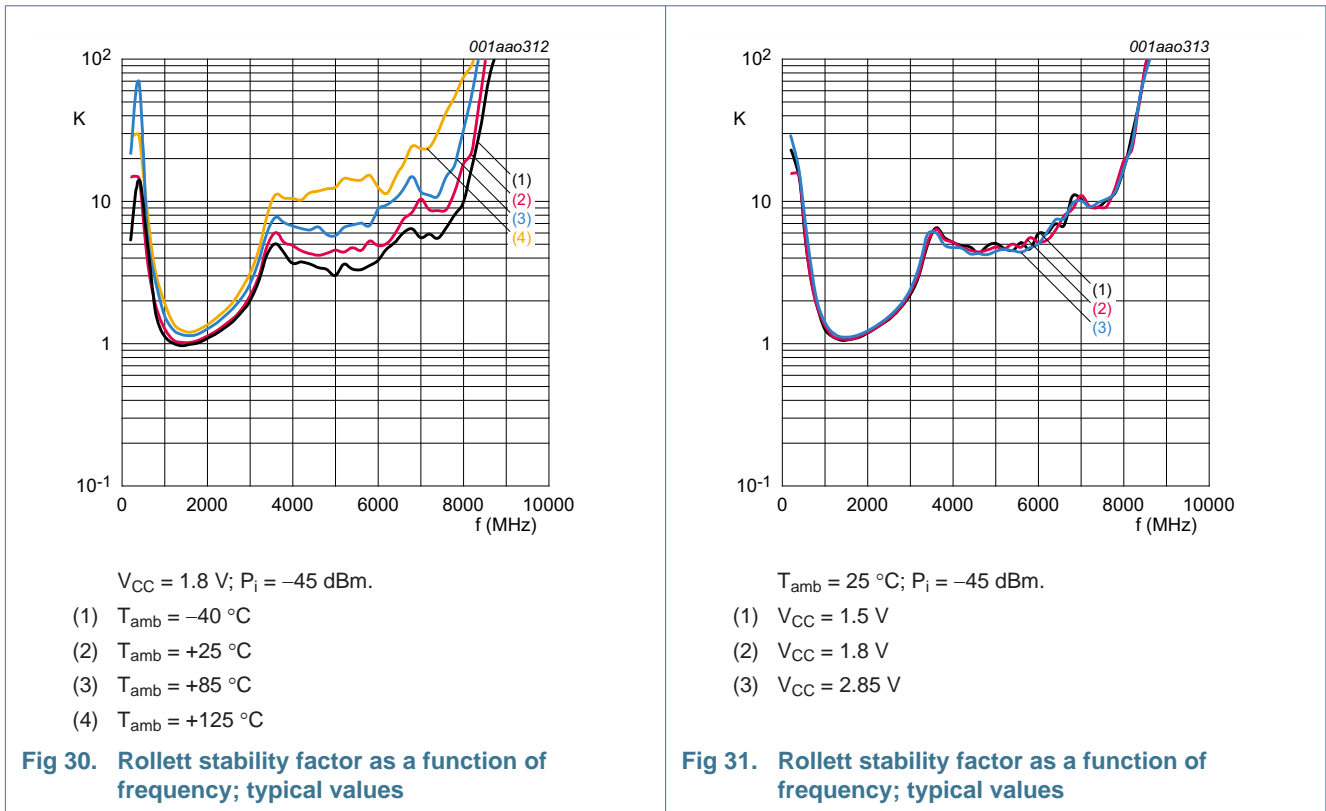 001aao312
10²
K
10
1
10⁻¹
0 2000 4000 6000 8000 10000
f (MHz)
(1)
(2)
(3)
(4)
V_CC = 1.8 V; P_i = −45 dBm.
(1) T_amb = −40 °C
(2) T_amb = +25 °C
(3) T_amb = +85 °C
(4) T_amb = +125 °C
Fig 30. Rollett stability factor as a function of
frequency; typical values
001aao313
10²
K
10
1
10⁻¹
0 2000 4000 6000 8000 10000
f (MHz)
(1)
(2)
(3)
T_amb = 25 °C; P_i = −45 dBm.
(1) V_CC = 1.5 V
(2) V_CC = 1.8 V
(3) V_CC = 2.85 V
Fig 31. Rollett stability factor as a function of
frequency; typical values